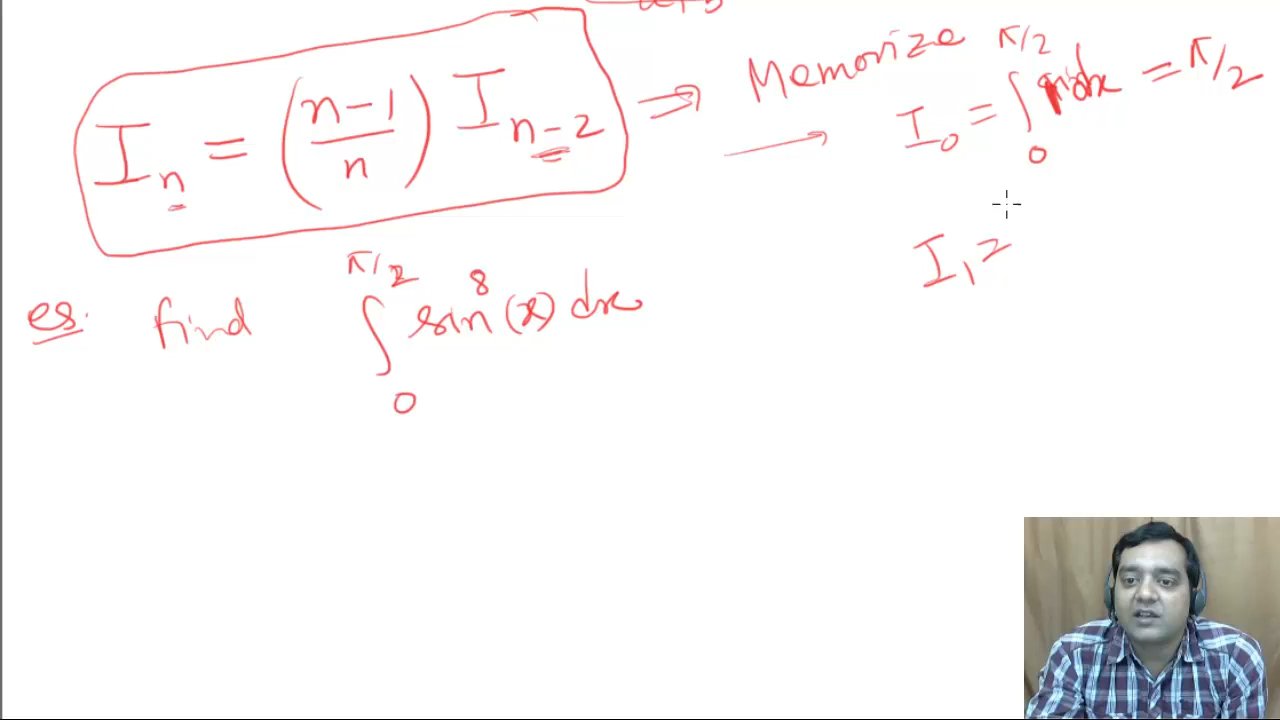 I_n = ((n-1)/n) I_{n-2} ⇒ Memorize
→ I_0 = ∫_0^{π/2} dx = π/2
I_1 =
eg. find ∫_0^{π/2} sin^8(x) dx